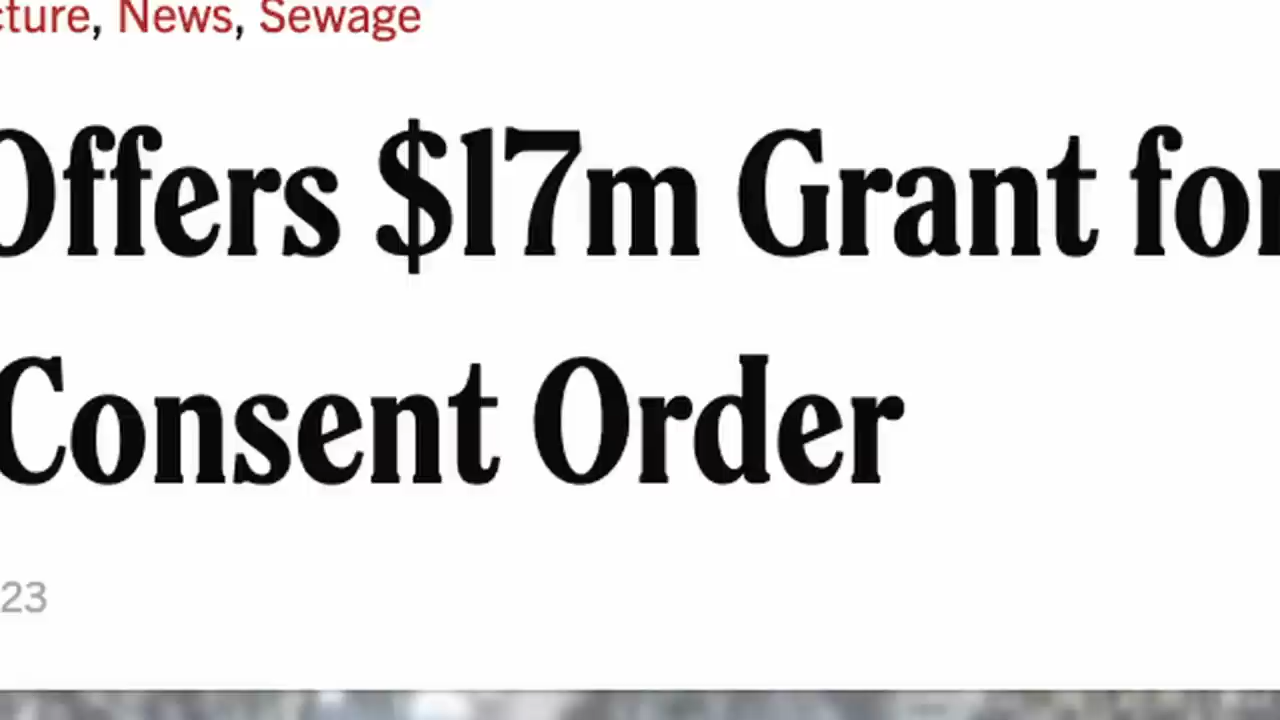 cture, News, Sewage
Offers $17m Grant for
Consent Order
23